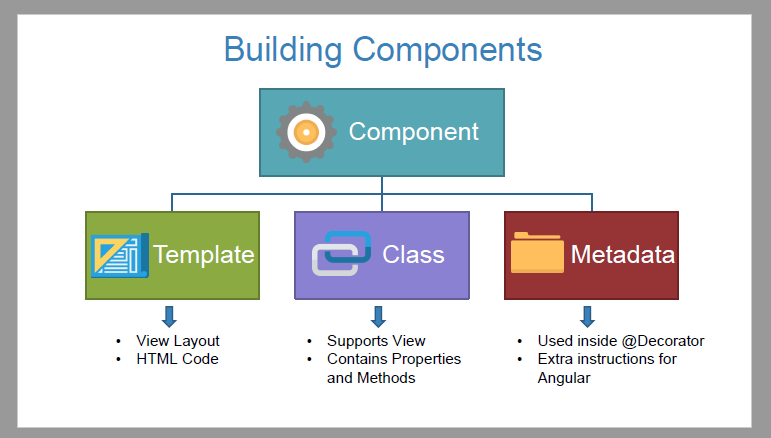 Building Components
Component
Template
Class
Metadata
• View Layout
• HTML Code
• Supports View
• Contains Properties
and Methods
• Used inside @Decorator
• Extra instructions for
Angular